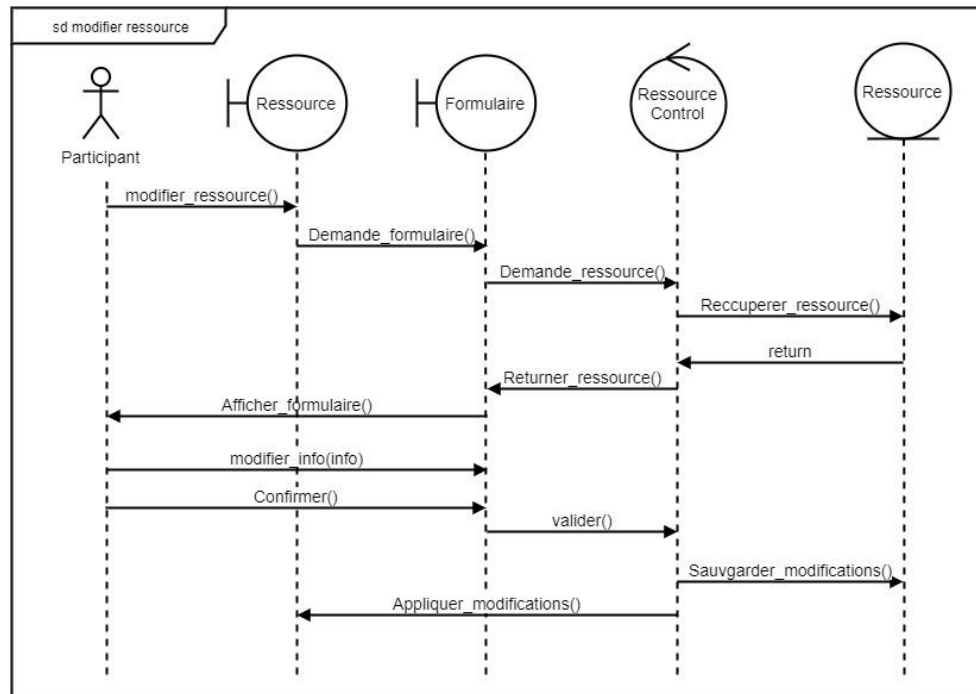 sd modifier ressource
Ressource
Formulaire
Ressource
Control
Ressource
Participant
modifier_ressource()
Demande_formulaire()
Demande_ressource()
Reccuperer_ressource()
return
Returner_ressource()
Afficher_formulaire()
modifier_info(info)
Confirmer()
valider()
Sauvgarder_modifications()
Appliquer_modifications()